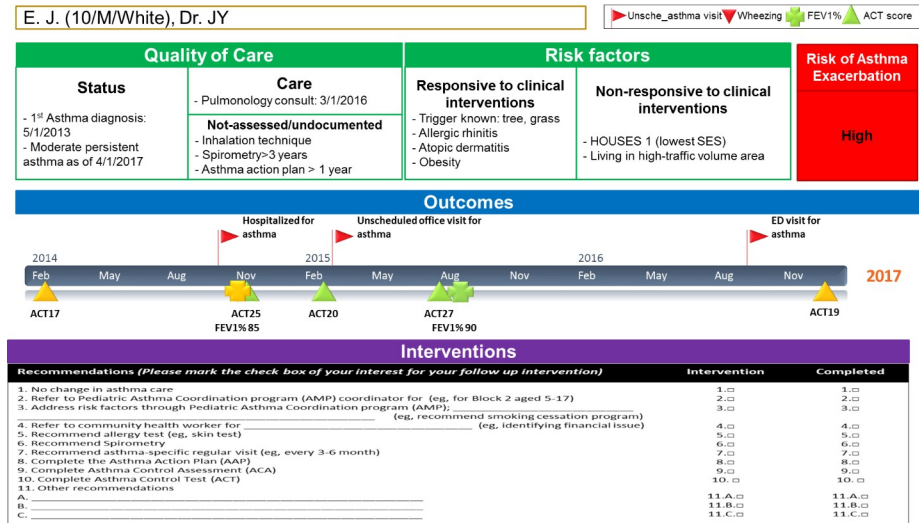 E. J. (10/M/White), Dr. JY
Unsche_asthma visit Wheezing FEV1% ACT score
Quality of Care
Status
- 1st Asthma diagnosis:
5/1/2013
- Moderate persistent
asthma as of 4/1/2017
Care
- Pulmonology consult: 3/1/2016
Not-assessed/undocumented
- Inhalation technique
- Spirometry>3 years
- Asthma action plan > 1 year
Risk factors
Responsive to clinical
interventions
- Trigger known: tree, grass
- Allergic rhinitis
- Atopic dermatitis
- Obesity
Non-responsive to clinical
interventions
- HOUSES 1 (lowest SES)
- Living in high-traffic volume area
Risk of Asthma
Exacerbation
High
Outcomes
Hospitalized for
asthma
Unscheduled office visit for
asthma
ED visit for
asthma
2014 2015 2016
Feb May Aug Nov Feb May Aug Nov Feb May Aug Nov
2017
ACT17 ACT25 ACT20 ACT27 ACT19
FEV1% 85 FEV1% 90
Interventions
Recommendations (Please mark the check box of your interest for your follow up intervention) Intervention Completed
1. No change in asthma care 1.□ 1.□
2. Refer to Pediatric Asthma Coordination program (AMP) coordinator for (eg, for Block 2 aged 5-17) 2.□ 2.□
3. Address risk factors through Pediatric Asthma Coordination program (AMP); ____________________ 3.□ 3.□
____________________ (eg, recommend smoking cessation program)
4. Refer to community health worker for ____________________ (eg, identifying financial issue) 4.□ 4.□
5. Recommend allergy test (eg, skin test) 5.□ 5.□
6. Recommend Spirometry 6.□ 6.□
7. Recommend asthma-specific regular visit (eg, every 3-6 month) 7.□ 7.□
8. Complete the Asthma Action Plan (AAP) 8.□ 8.□
9. Complete Asthma Control Assessment (ACA) 9.□ 9.□
10. Complete Asthma Control Test (ACT) 10. □ 10. □
11. Other recommendations
A. ____________________ 11.A.□ 11.A.□
B. ____________________ 11.B.□ 11.B.□
C. ____________________ 11.C.□ 11.C.□